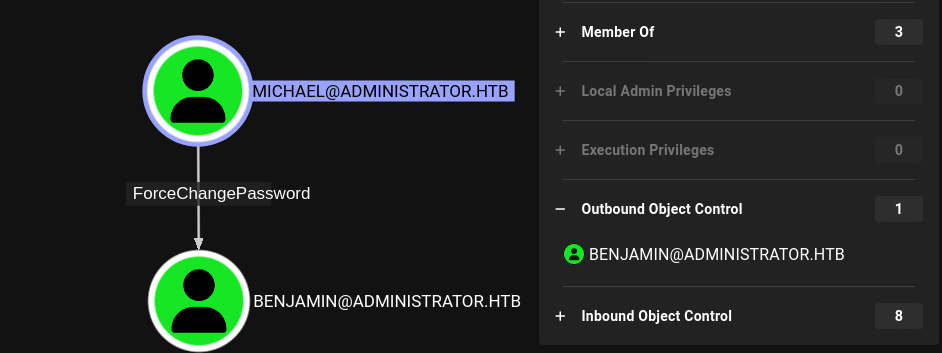 MICHAEL@ADMINISTRATOR.HTB
ForceChangePassword
BENJAMIN@ADMINISTRATOR.HTB
+ Member Of 3
+ Local Admin Privileges 0
+ Execution Privileges 0
− Outbound Object Control 1
BENJAMIN@ADMINISTRATOR.HTB
+ Inbound Object Control 8